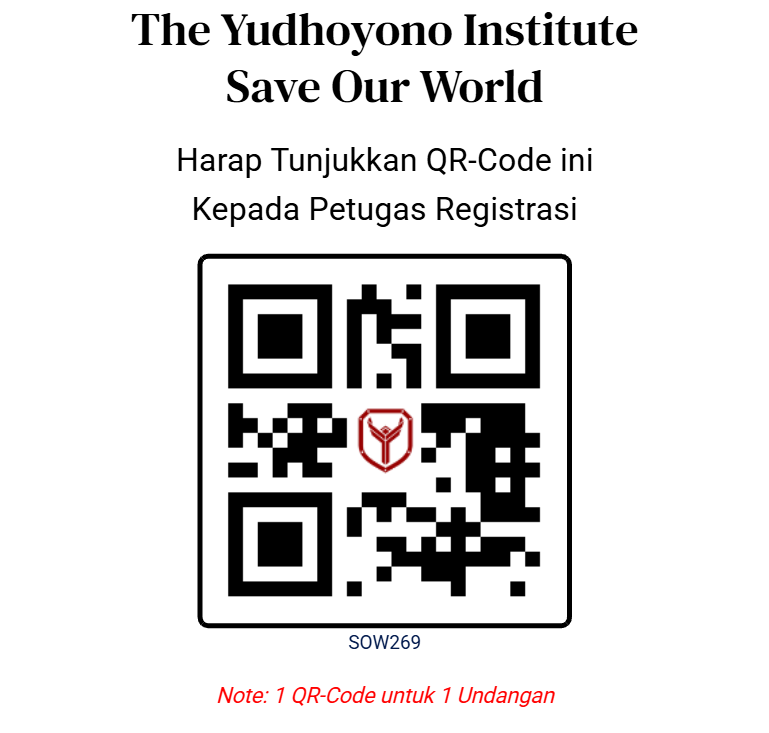 The Yudhoyono Institute
Save Our World
Harap Tunjukkan QR-Code ini
Kepada Petugas Registrasi
SOW269
Note: 1 QR-Code untuk 1 Undangan